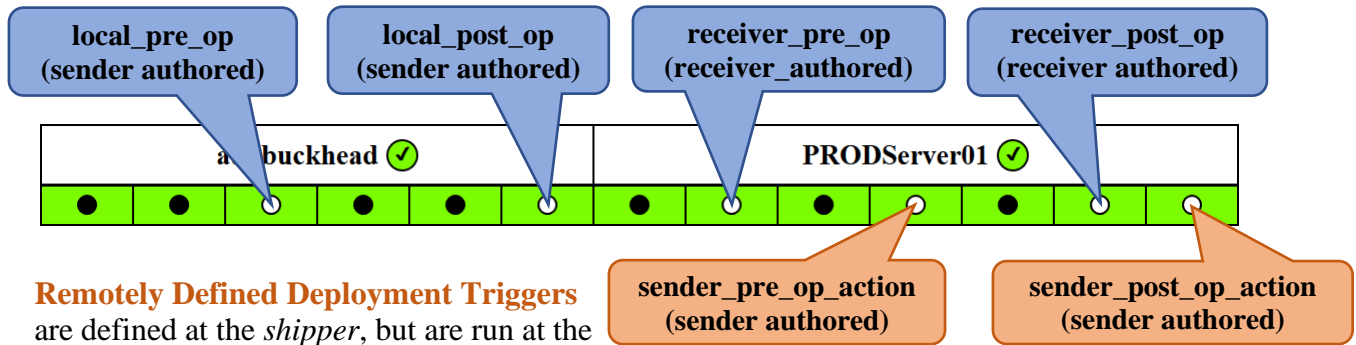 local_pre_op
(sender authored)
local_post_op
(sender authored)
receiver_pre_op
(receiver_authored)
receiver_post_op
(receiver authored)
buckhead
PRODServer01
Remotely Defined Deployment Triggers
are defined at the shipper, but are run at the
sender_pre_op_action
(sender authored)
sender_post_op_action
(sender authored)